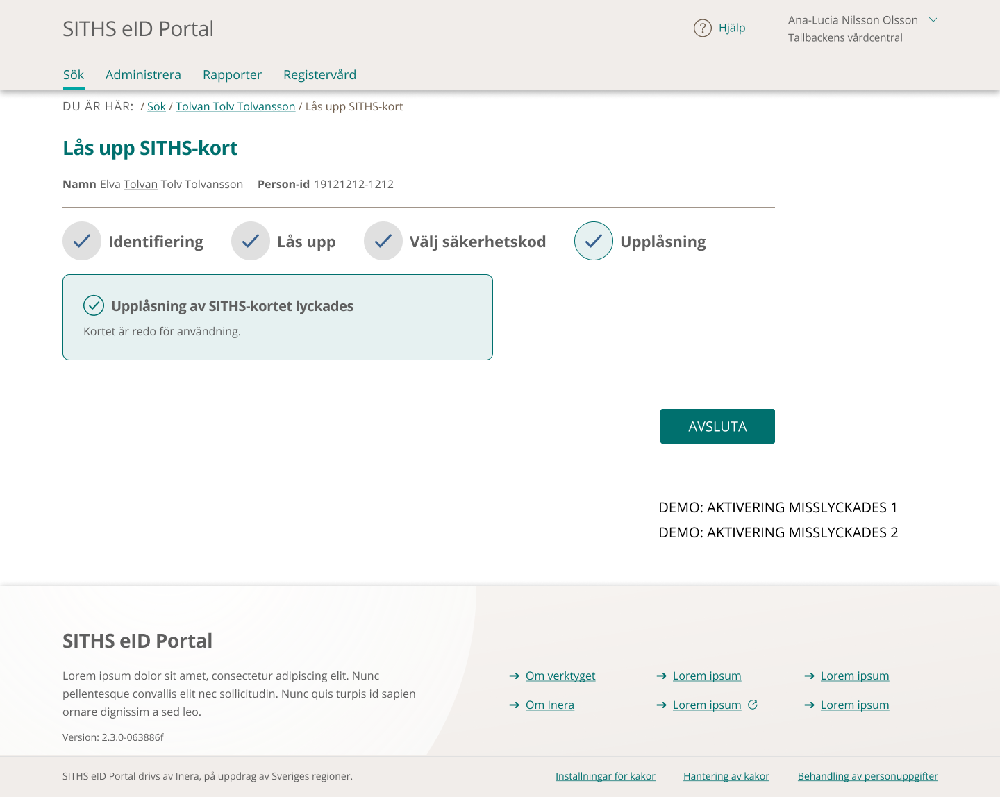 SITHS eID Portal
Hjälp
Ana-Lucia Nilsson Olsson
Tallbackens vårdcentral
Sök Administrera Rapporter Registervård
DU ÄR HÄR: / Sök / Tolvan Tolv Tolvansson / Lås upp SITHS-kort
Lås upp SITHS-kort
Namn Elva Tolvan Tolv Tolvansson Person-id 19121212-1212
Identifiering Lås upp Välj säkerhetskod Upplåsning
Upplåsning av SITHS-kortet lyckades
Kortet är redo för användning.
AVSLUTA
DEMO: AKTIVERING MISSLYCKADES 1
DEMO: AKTIVERING MISSLYCKADES 2
SITHS eID Portal
Lorem ipsum dolor sit amet, consectetur adipiscing elit. Nunc
pellentesque convallis elit nec sollicitudin. Nunc quis turpis id sapien
ornare dignissim a sed leo.
Version: 2.3.0-063886f
Om verktyget Lorem ipsum Lorem ipsum
Om Inera Lorem ipsum Lorem ipsum
SITHS eID Portal drivs av Inera, på uppdrag av Sveriges regioner.
Inställningar för kakor Hantering av kakor Behandling av personuppgifter